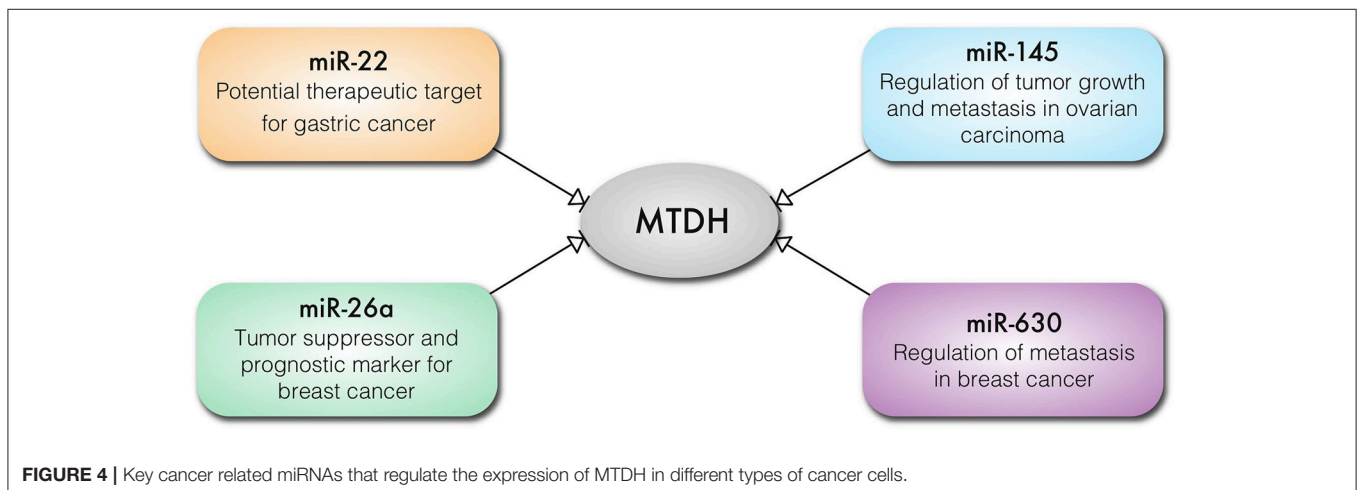 miR-22
Potential therapeutic target
for gastric cancer
miR-145
Regulation of tumor growth
and metastasis in ovarian
carcinoma
MTDH
miR-26a
Tumor suppressor and
prognostic marker for
breast cancer
miR-630
Regulation of metastasis
in breast cancer
FIGURE 4 | Key cancer related miRNAs that regulate the expression of MTDH in different types of cancer cells.